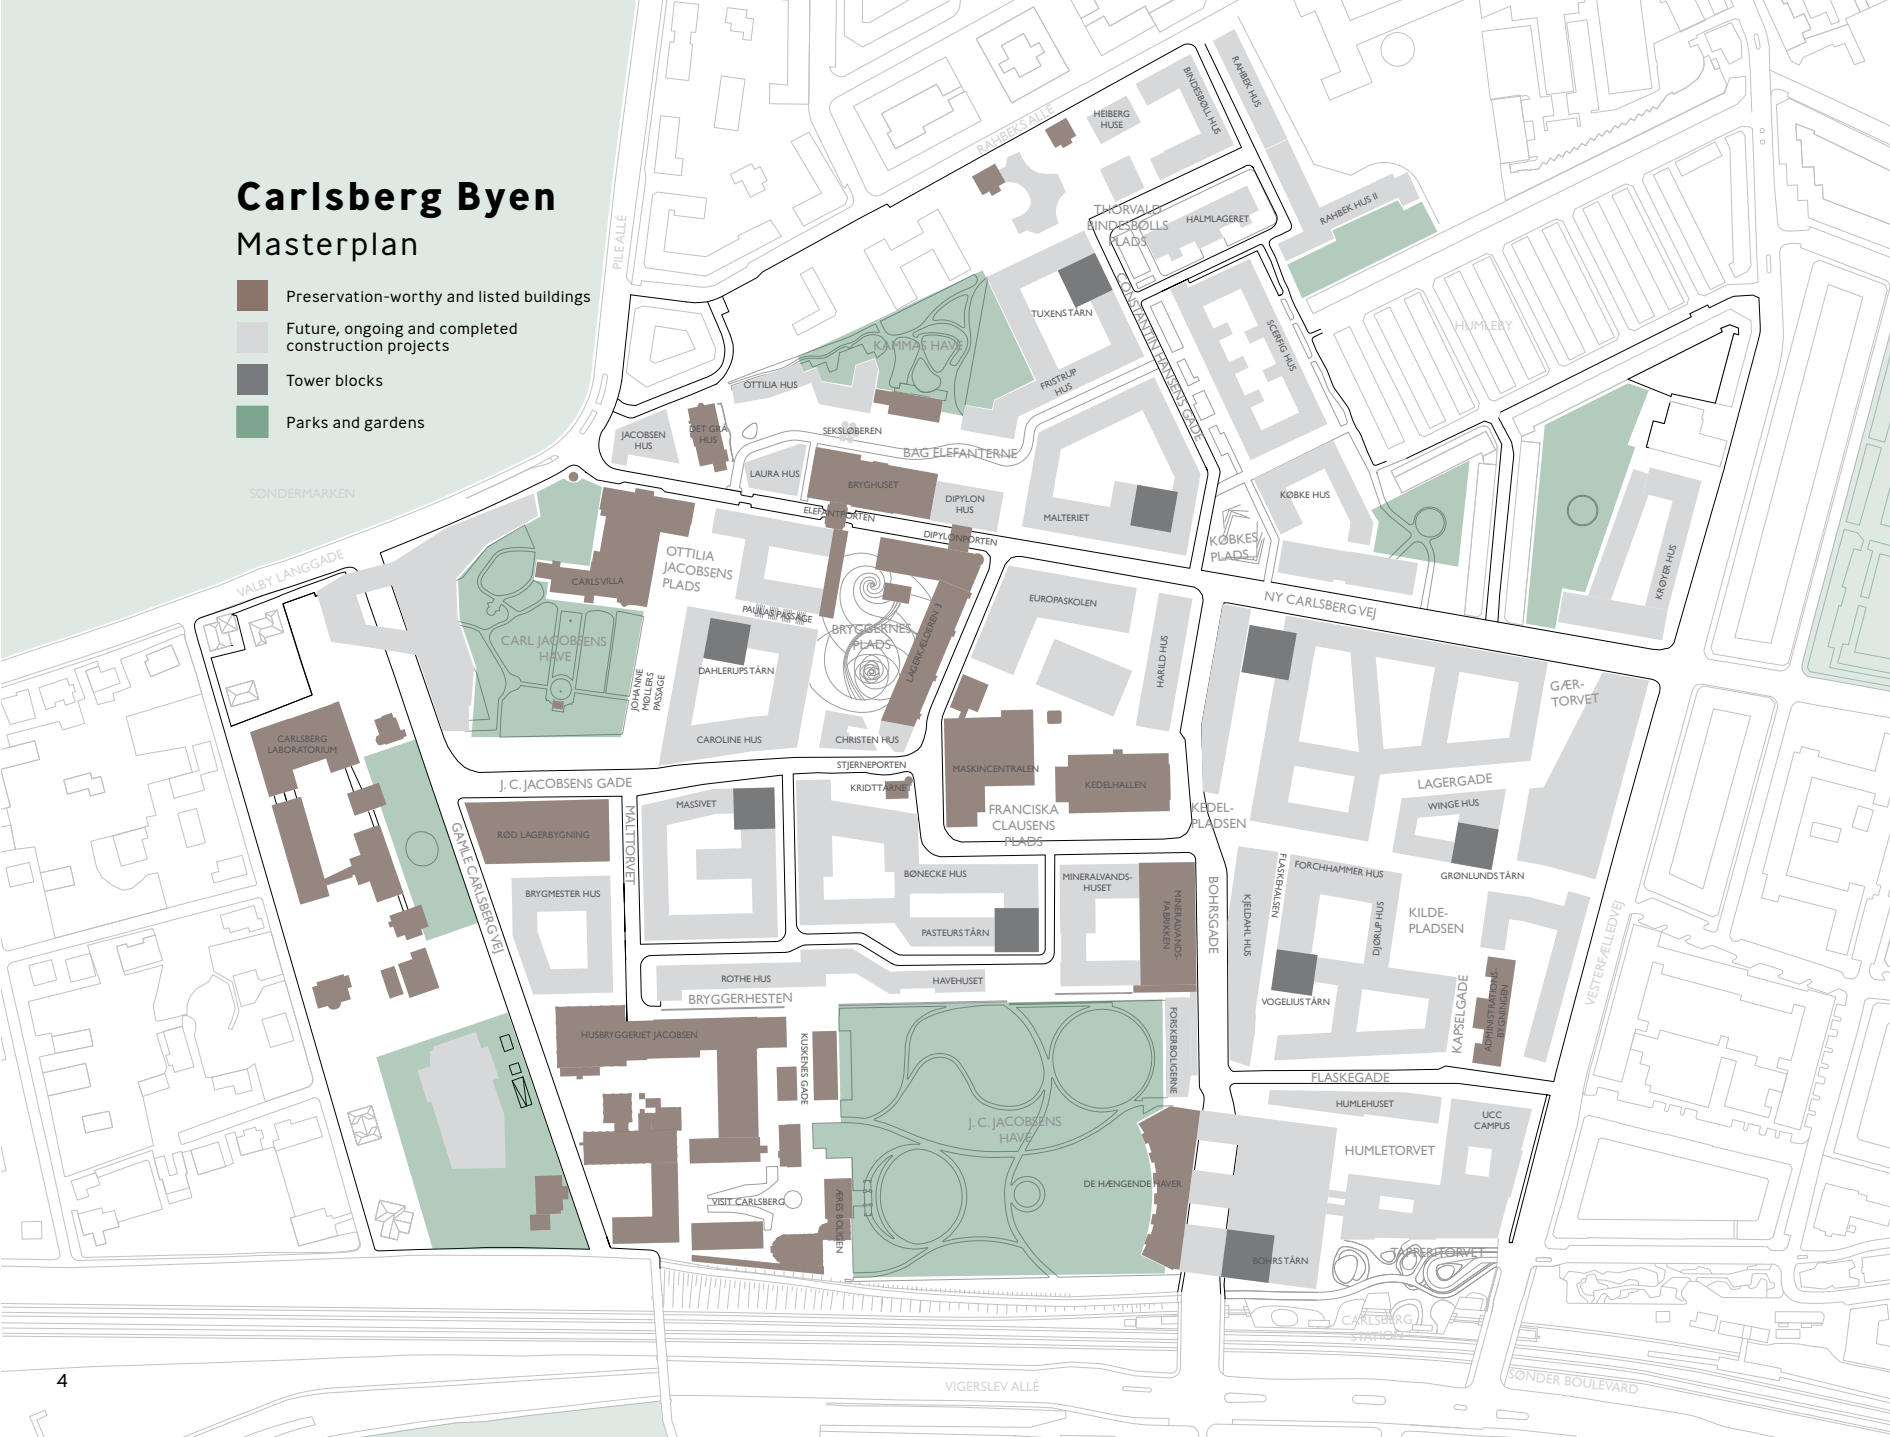 Carlsberg Byen
Masterplan
Preservation-worthy and listed buildings
Future, ongoing and completed
construction projects
Tower blocks
Parks and gardens
RAHBEKS ALLÉ
HEIBERG
HUSE
BINDESBØLL HUS
RAHBEK HUS
PILE ALLÉ
THORVALD
BINDESBØLLS
PLADS
HALMLAGERET
RAHBEK HUS II
TUXENS TÅRN
CONSTANTIN HANSENS GADE
SCERFIG HUS
HUMLEBY
KAMMAS HAVE
OTTILIA HUS
FRISTRUP
HUS
JACOBSEN
HUS
DET GRÅ
HUS
SEKSLØBEREN
BAG ELEFANTERNE
LAURA HUS
BRYGHUSET
DIPYLON
HUS
MALTERIET
KØBKE HUS
SØNDERMARKEN
ELEFANTPORTEN
DIPYLONPORTEN
KØBKES
PLADS
VALBY LANGGADE
OTTILIA
JACOBSENS
PLADS
CARLS VILLA
EUROPASKOLEN
NY CARLSBERG VEJ
KRØYER HUS
PAULAS PASSAGE
BRYGGERNES
PLADS
LAGERKÆLDEREN 3
HARILD HUS
CARL JACOBSENS
HAVE
JOHANNE
MØLLERS
PASSAGE
DAHLERUPS TÅRN
GÆR-
TORVET
CARLSBERG
LABORATORIUM
CAROLINE HUS
CHRISTEN HUS
STJERNEPORTEN
MASKINCENTRALEN
KEDELHALLEN
LAGERGADE
J. C. JACOBSENS GADE
KRIDTTÅRNET
MASSIVET
FRANCISKA
CLAUSENS
PLADS
KEDEL-
PLADSEN
WINGE HUS
RØD LAGERBYGNING
MALTTORVET
GAMLE CARLSBERG VEJ
BØNECKE HUS
MINERALVANDS-
HUSET
MINERALVANDS-
FABRIKKEN
BOHRSGADE
FLASKEHALSEN
FORCHHAMMER HUS
GRØNLUNDS TÅRN
BRYGMESTER HUS
PASTEURS TÅRN
KJELDAHL HUS
DJØRUP HUS
KILDE-
PLADSEN
VESTERFÆLLEDVEJ
ROTHE HUS
HAVEHUSET
BRYGGERHESTEN
VOGELIUS TÅRN
KAPSELGADE
ADMINISTRATIONS-
BYGNINGEN
HUSBRYGGERIET JACOBSEN
KUSKENES GADE
FORSKERBOLIGERNE
FLASKEGADE
HUMLEHUSET
UCC
CAMPUS
J. C. JACOBSENS
HAVE
HUMLETORVET
DE HÆNGENDE HAVER
VISIT CARLSBERG
ÆRES BOLIGEN
BOHRS TÅRN
TAPPERITORVET
CARLSBERG
STATION
VIGERSLEV ALLÉ
SØNDER BOULEVARD
4